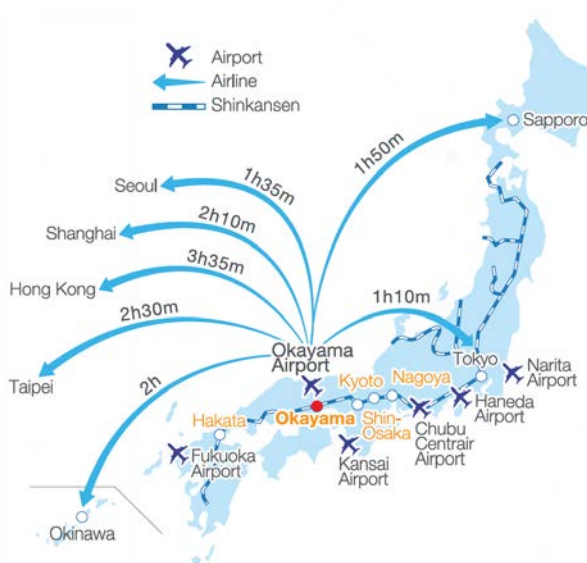 Airport
Airline
Shinkansen
Sapporo
1h50m
Seoul
1h35m
Shanghai
2h10m
Hong Kong
3h35m
2h30m
Taipei
2h
1h10m
Okayama
Airport
Tokyo
Narita
Airport
Kyoto
Nagoya
Haneda
Airport
Hakata
Okayama
Shin-
Osaka
Chubu
Centrair
Airport
Fukuoka
Airport
Kansai
Airport
Okinawa